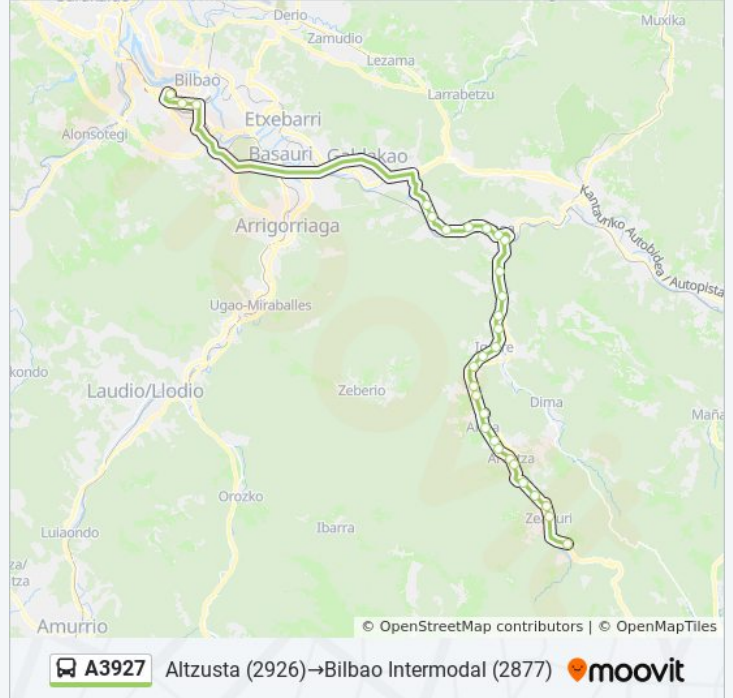 Derio
Muxika
Zamudio
Lezama
Bilbao
Larrabetzu
Etxebarri
Alonsotegi
Basauri
Kantauriko Autobidea / Autopista
Arrigorriaga
Ugao-Miraballes
Laudio/Llodio
Zeberio
Dima
Orozko
Ibarra
Luiaondo
Amurrio
© OpenStreetMap contributors | © OpenMapTiles
A3927 Altzusta (2926)→Bilbao Intermodal (2877) moovit